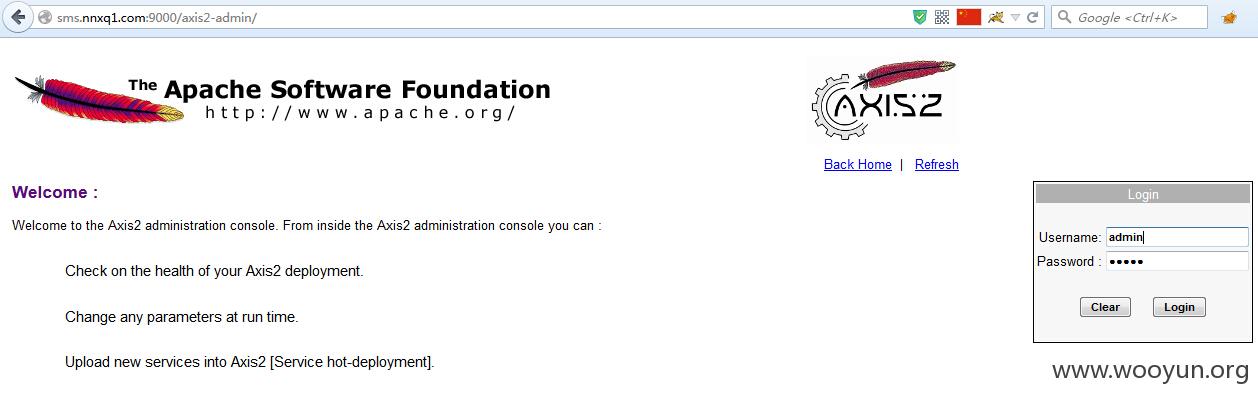 sms.nnxq1.com:9000/axis2-admin/
Google <Ctrl+K>
The Apache Software Foundation
http://www.apache.org/
AXIS2
Back Home | Refresh
Welcome :
Login
Welcome to the Axis2 administration console. From inside the Axis2 administration console you can :
Username: admin
Password : •••••
Check on the health of your Axis2 deployment.
Clear Login
Change any parameters at run time.
Upload new services into Axis2 [Service hot-deployment].
www.wooyun.org